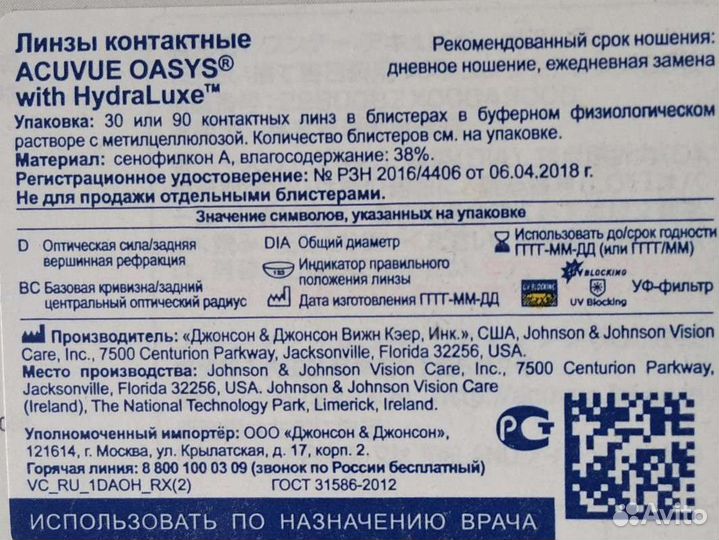 Линзы контактные
ACUVUE OASYS®
with HydraLuxe™
Рекомендованный срок ношения:
дневное ношение, ежедневная замена
Упаковка: 30 или 90 контактных линз в блистерах в буферном физиологическом
растворе с метилцеллюлозой. Количество блистеров см. на упаковке.
Материал: сенофилкон А, влагосодержание: 38%.
Регистрационное удостоверение: № РЗН 2016/4406 от 06.04.2018 г.
Не для продажи отдельными блистерами.
Значение символов, указанных на упаковке
D Оптическая сила/задняя
вершинная рефракция
BC Базовая кривизна/задний
центральный оптический радиус
DIA Общий диаметр
123 Индикатор правильного
положения линзы
Дата изготовления ГГГГ-ММ-ДД
Использовать до/срок годности
ГГГГ-ММ-ДД (или ГГГГ/ММ)
UV BLOCKING
UV BLOCKING
UV Blocking
УФ-фильтр
Производитель: «Джонсон & Джонсон Вижн Кэер, Инк.», США, Johnson & Johnson Vision
Care, Inc., 7500 Centurion Parkway, Jacksonville, Florida 32256, USA.
Место производства: Johnson & Johnson Vision Care, Inc., 7500 Centurion Parkway,
Jacksonville, Florida 32256, USA. Johnson & Johnson Vision Care
(Ireland), The National Technology Park, Limerick, Ireland.
Уполномоченный импортёр: ООО «Джонсон & Джонсон»,
121614, г. Москва, ул. Крылатская, д. 17, корп. 2.
Горячая линия: 8 800 100 03 09 (звонок по России бесплатный)
VC_RU_1DAOH_RX(2) ГОСТ 31586-2012
РСТ
ИСПОЛЬЗОВАТЬ ПО НАЗНАЧЕНИЮ ВРАЧА
Avito